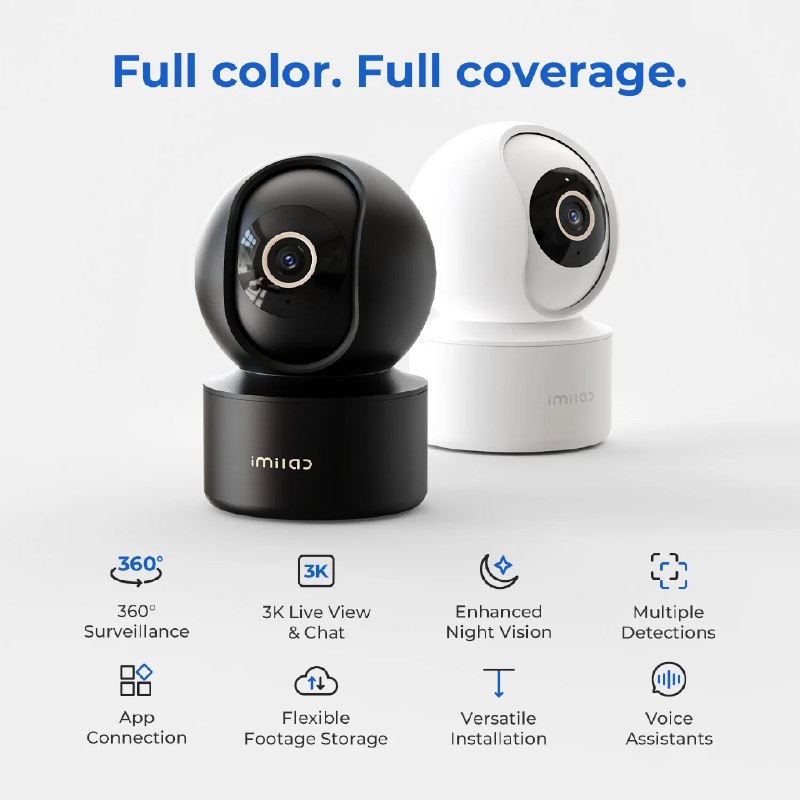 Full color. Full coverage.
imilab
imilab
360°
3K
360°
Surveillance
3K Live View
& Chat
Enhanced
Night Vision
Multiple
Detections
App
Connection
Flexible
Footage Storage
Versatile
Installation
Voice
Assistants